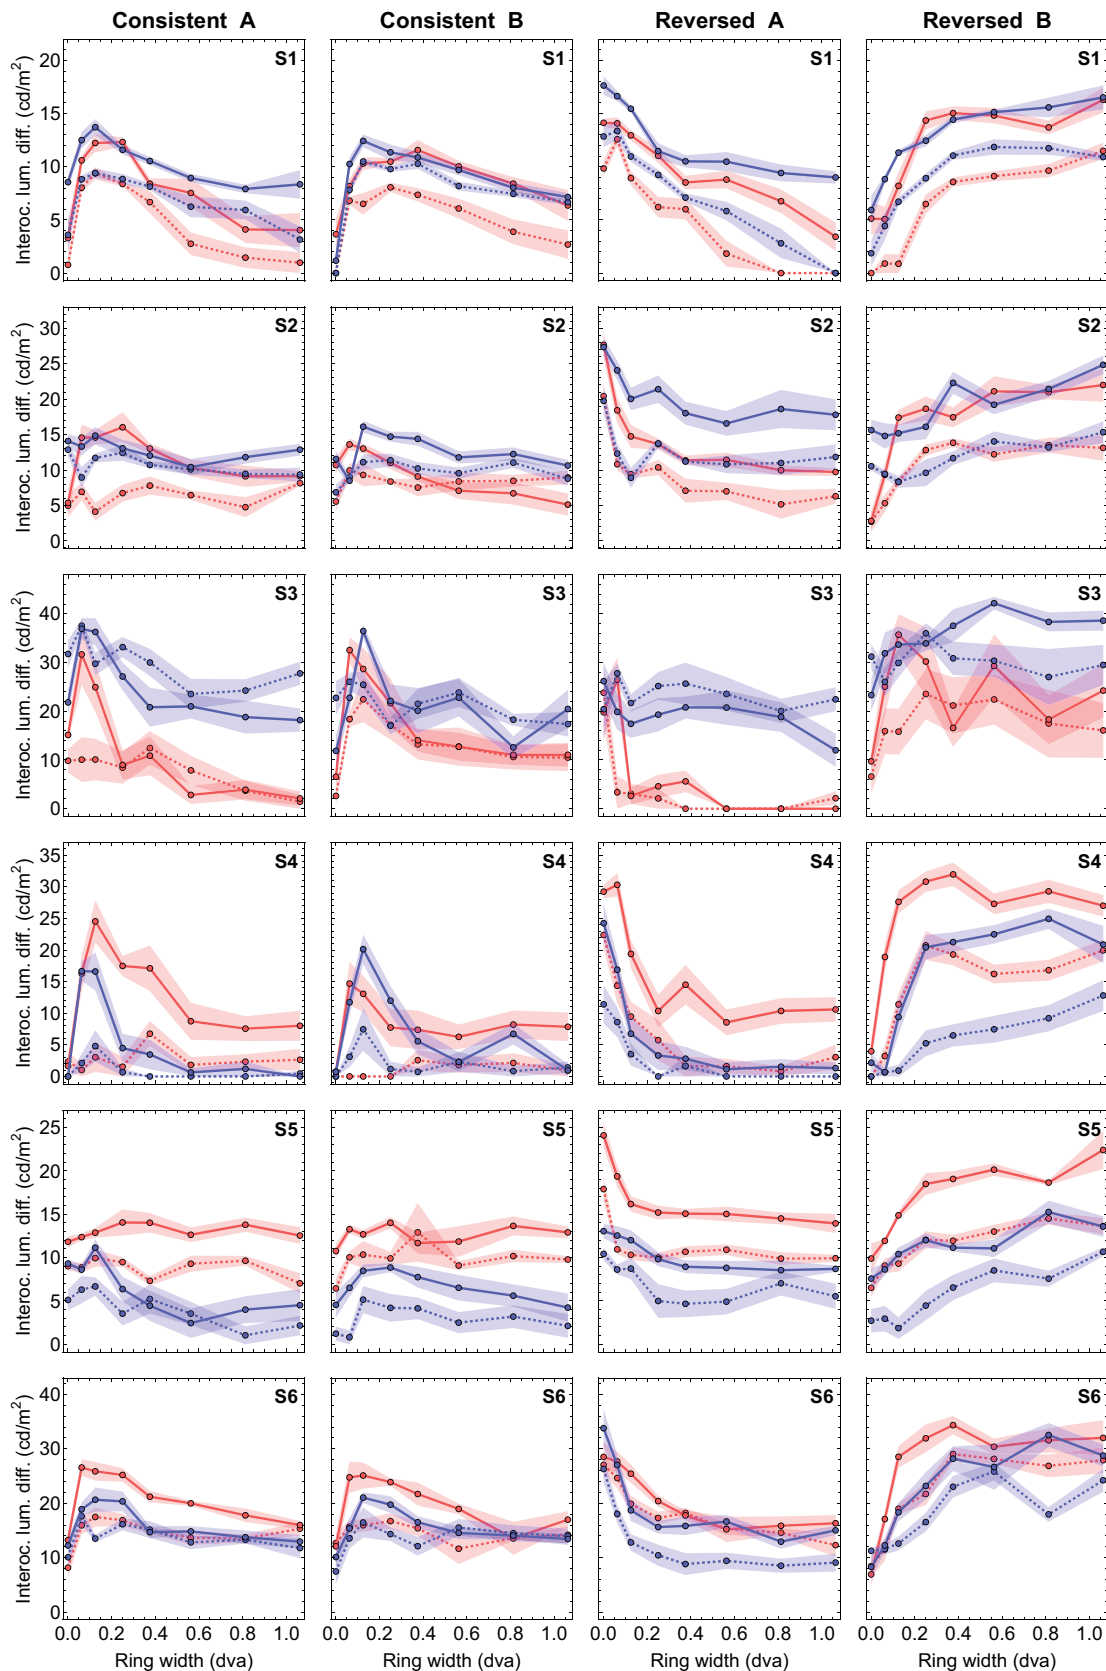 Consistent A Consistent B Reversed A Reversed B
Interoc. lum. diff. (cd/m²) 20 15 10 5 0 S1 S1 S1 S1
Interoc. lum. diff. (cd/m²) 30 25 20 15 10 5 0 S2 S2 S2 S2
Interoc. lum. diff. (cd/m²) 40 30 20 10 0 S3 S3 S3 S3
Interoc. lum. diff. (cd/m²) 35 30 25 20 15 10 5 0 S4 S4 S4 S4
Interoc. lum. diff. (cd/m²) 25 20 15 10 5 0 S5 S5 S5 S5
Interoc. lum. diff. (cd/m²) 40 30 20 10 0 S6 S6 S6 S6
0.0 0.2 0.4 0.6 0.8 1.0 0.0 0.2 0.4 0.6 0.8 1.0 0.0 0.2 0.4 0.6 0.8 1.0 0.0 0.2 0.4 0.6 0.8 1.0
Ring width (dva) Ring width (dva) Ring width (dva) Ring width (dva)